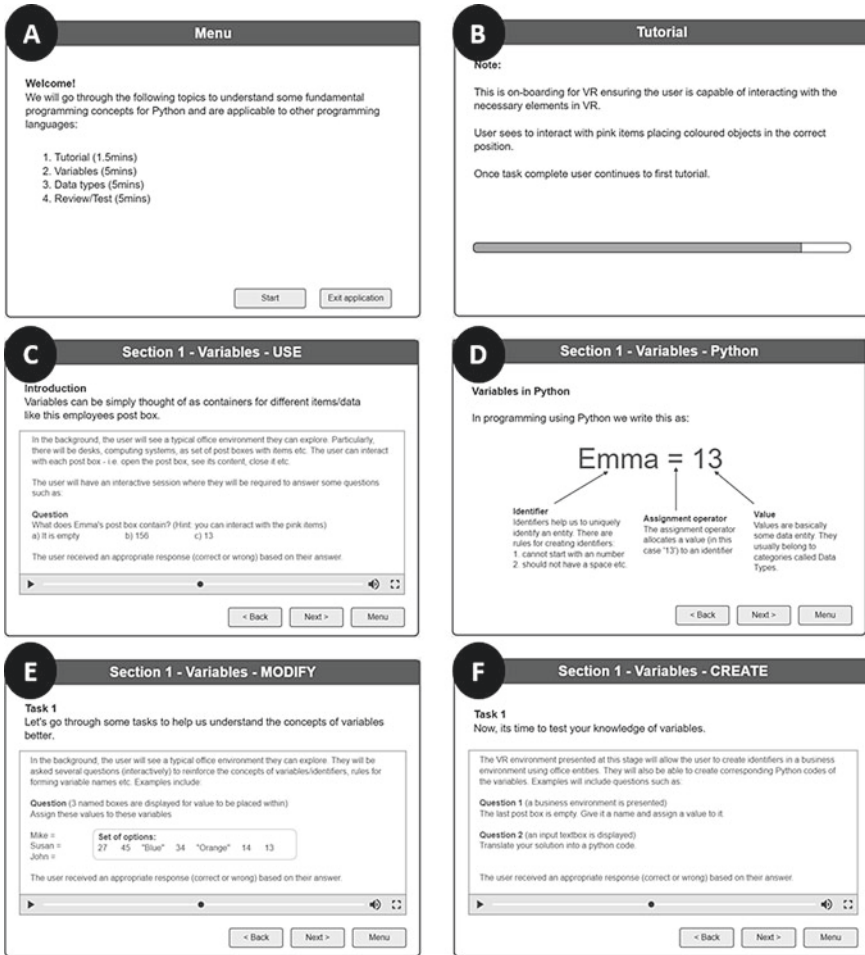 A
Menu
Welcome!
We will go through the following topics to understand some fundamental
programming concepts for Python and are applicable to other programming
languages:
1. Tutorial (1.5mins)
2. Variables (5mins)
3. Data types (5mins)
4. Review/Test (5mins)
Start Exit application
B
Tutorial
Note:
This is on-boarding for VR ensuring the user is capable of interacting with the
necessary elements in VR.
User sees to interact with pink items placing coloured objects in the correct
position.
Once task complete user continues to first tutorial.
C
Section 1 - Variables - USE
Introduction
Variables can be simply thought of as containers for different items/data
like this employees post box.
In the background, the user will see a typical office environment they can explore. Particularly,
there will be desks, computing systems, as set of post boxes with items etc. The user can interact
with each post box - i.e. open the post box, see its content, close it etc.
The user will have an interactive session where they will be required to answer some questions
such as:
Question
What does Emma's post box contain? (Hint: you can interact with the pink items)
a) It is empty b) 156 c) 13
The user received an appropriate response (correct or wrong) based on their answer.
< Back Next > Menu
D
Section 1 - Variables - Python
Variables in Python
In programming using Python we write this as:
Emma = 13
Identifier
Identifiers help us to uniquely
identify an entity. There are
rules for creating identifiers:
1. cannot start with an number
2. should not have a space etc.
Assignment operator
The assignment operator
allocates a value (in this
case '13') to an identifier
Value
Values are basically
some data entity. They
usually belong to
categories called Data
Types.
< Back Next > Menu
E
Section 1 - Variables - MODIFY
Task 1
Let's go through some tasks to help us understand the concepts of variables
better.
In the background, the user will see a typical office environment they can explore. They will be
asked several questions (interactively) to reinforce the concepts of variables/identifiers, rules for
forming variable names etc. Examples include:
Question (3 named boxes are displayed for value to be placed within)
Assign these values to these variables
Mike =
Susan =
John =
Set of options:
27 45 "Blue" 34 "Orange" 14 13
The user received an appropriate response (correct or wrong) based on their answer.
< Back Next > Menu
F
Section 1 - Variables - CREATE
Task 1
Now, its time to test your knowledge of variables.
The VR environment presented at this stage will allow the user to create identifiers in a business
environment using office entities. They will also be able to create corresponding Python codes of
the variables. Examples will include questions such as:
Question 1 (a business environment is presented)
The last post box is empty. Give it a name and assign a value to it.
Question 2 (an input textbox is displayed)
Translate your solution into a python code.
The user received an appropriate response (correct or wrong) based on their answer.
< Back Next > Menu